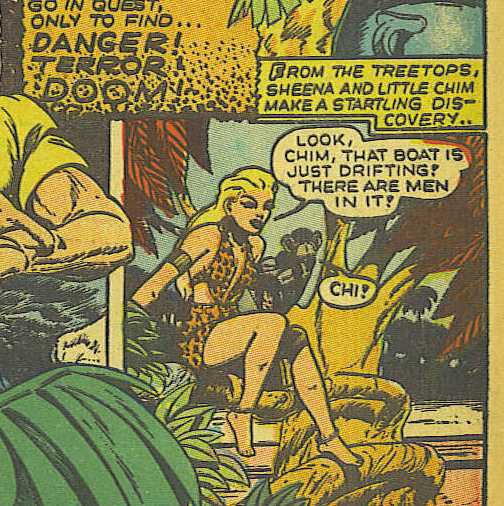 GO IN QUEST,
ONLY TO FIND...
DANGER!
TERROR!
DOOM!
FROM THE TREETOPS,
SHEENA AND LITTLE CHIM
MAKE A STARTLING DIS-
COVERY..
LOOK,
CHIM, THAT BOAT IS
JUST DRIFTING!
THERE ARE MEN
IN IT!
CHI!